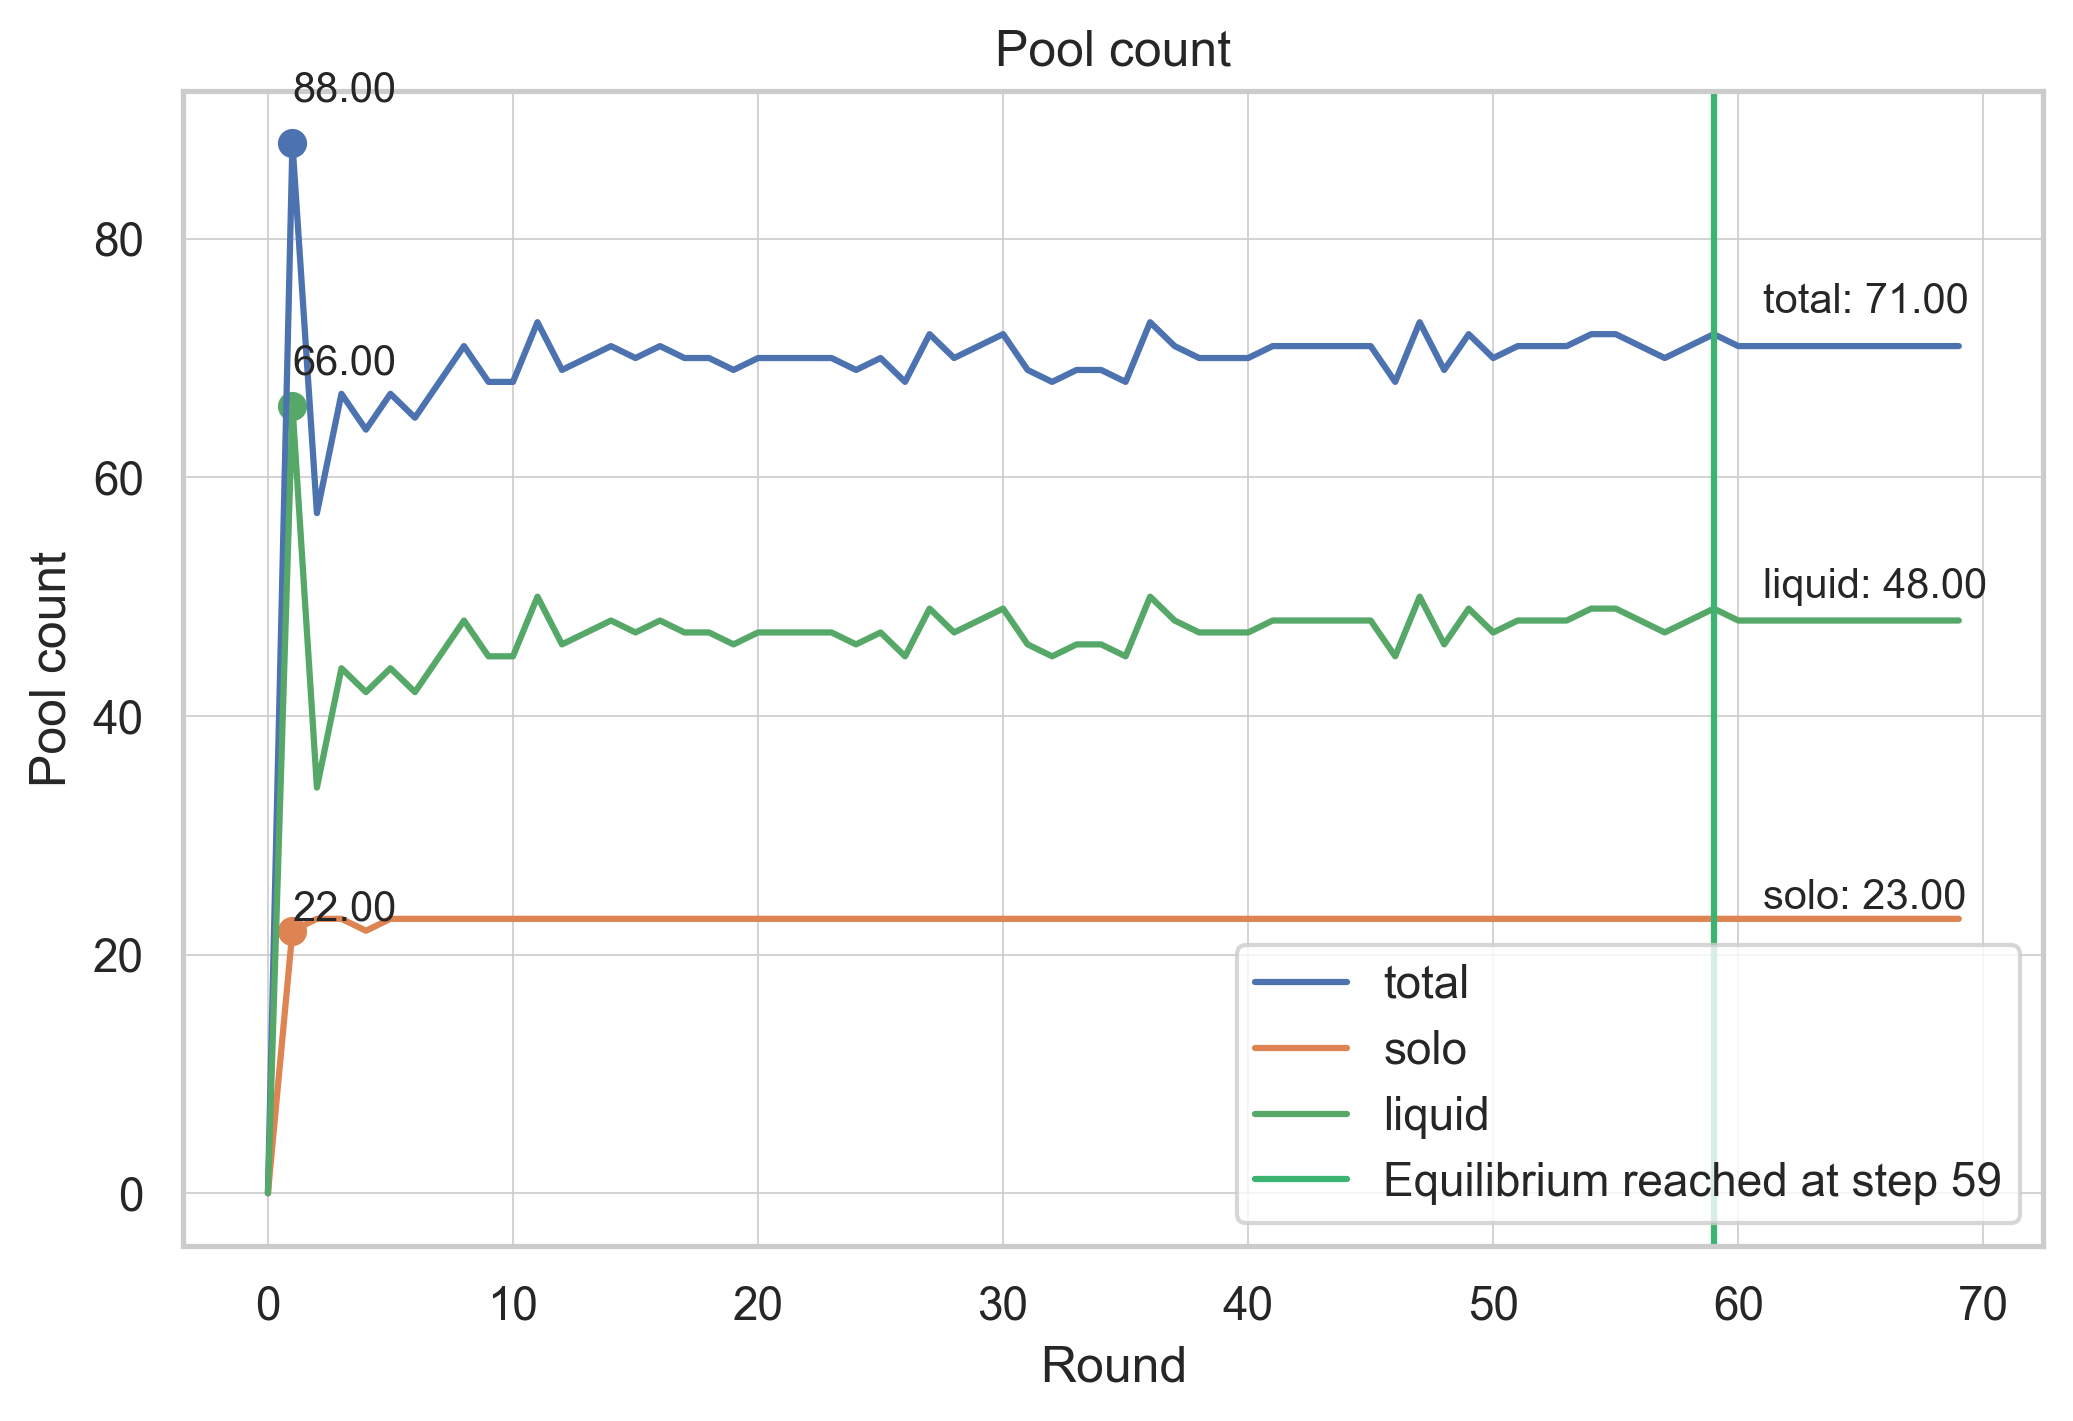 Pool count
88.00
80
total: 71.00
66.00
60
liquid: 48.00
Pool count
40
solo: 23.00
22.00
20
total
solo
liquid
Equilibrium reached at step 59
0
0 10 20 30 40 50 60 70
Round